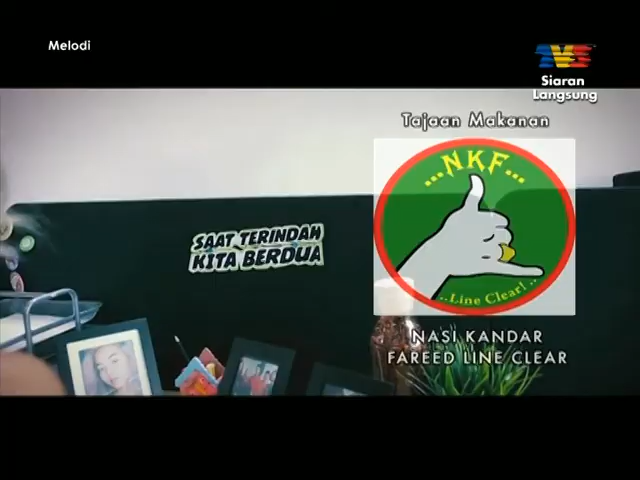 Melodi
TV3
Siaran
Langsung
Tajaan Makanan
...NKF...
SAAT TERINDAH
KITA BERDUA
..Line Clear!..
NASI KANDAR
FAREED LINE CLEAR